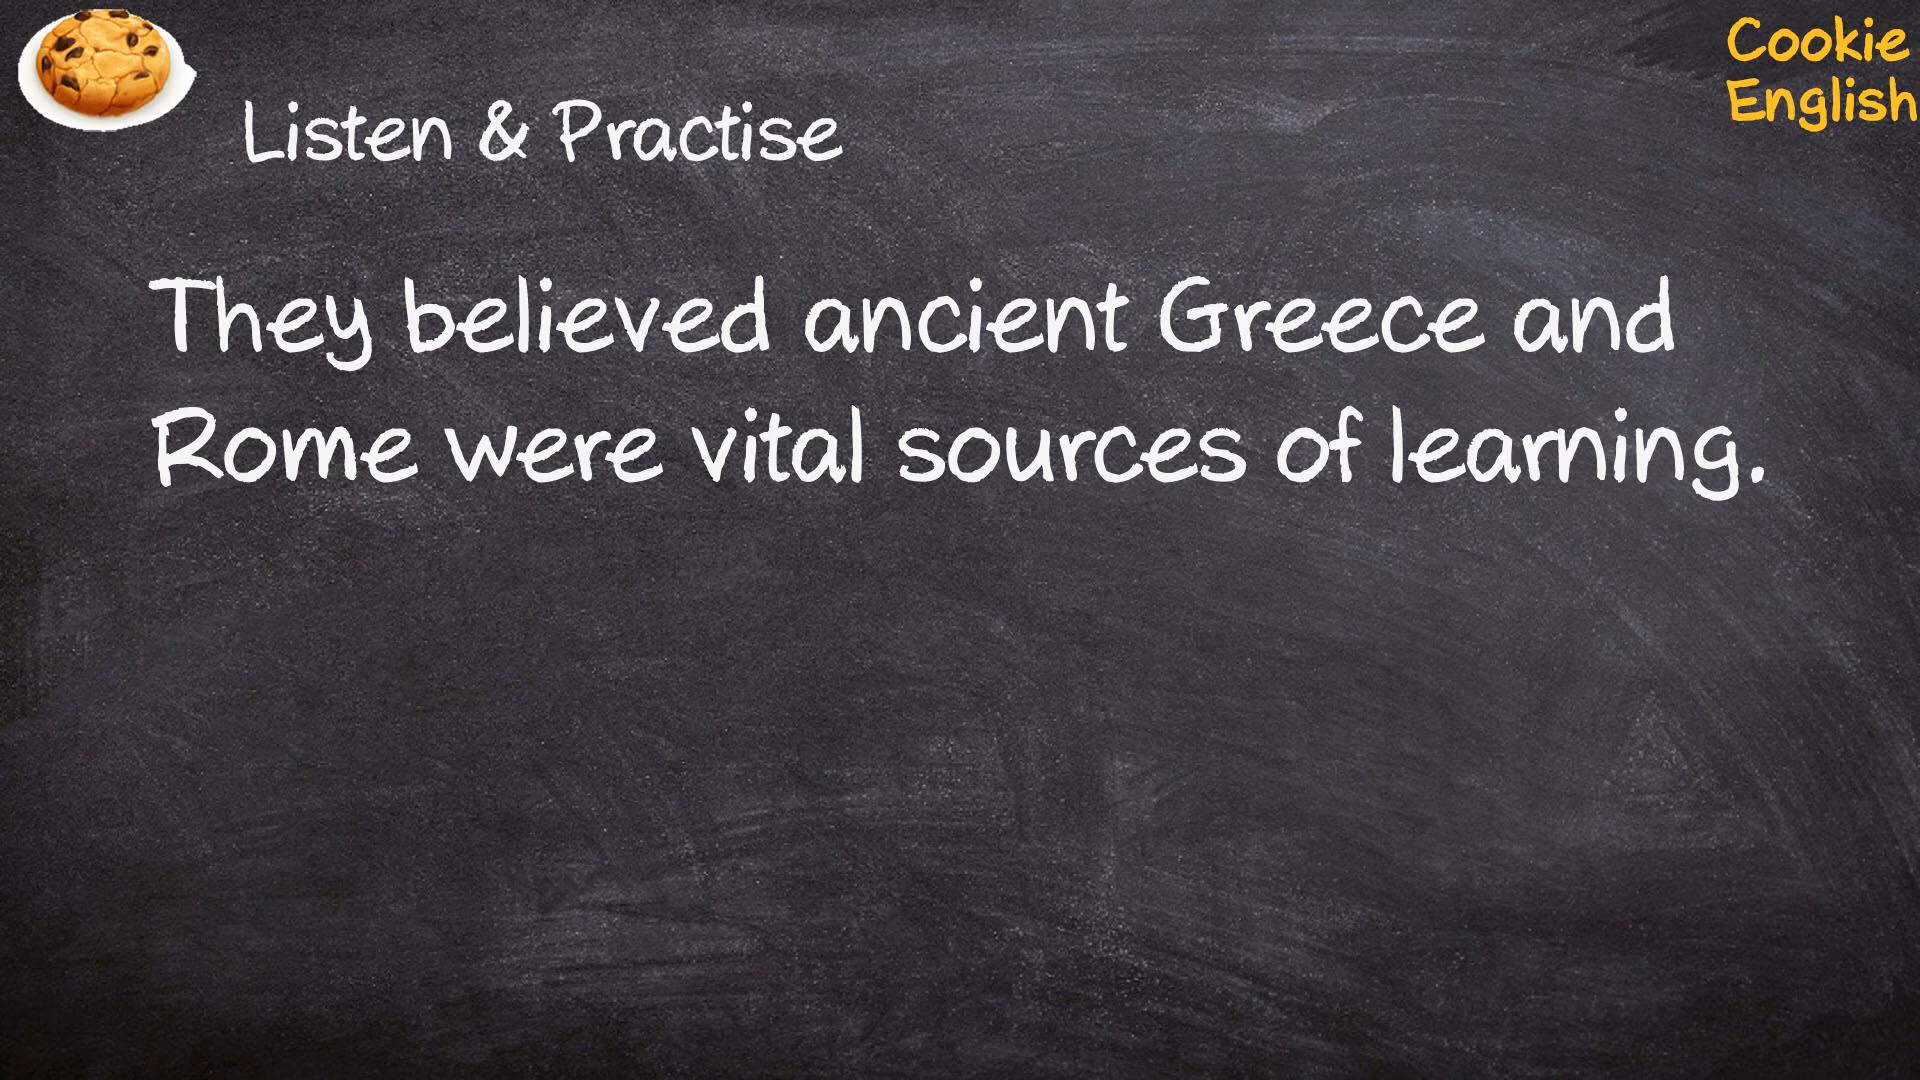 Cookie
English
Listen & Practise
They believed ancient Greece and
Rome were vital sources of learning.